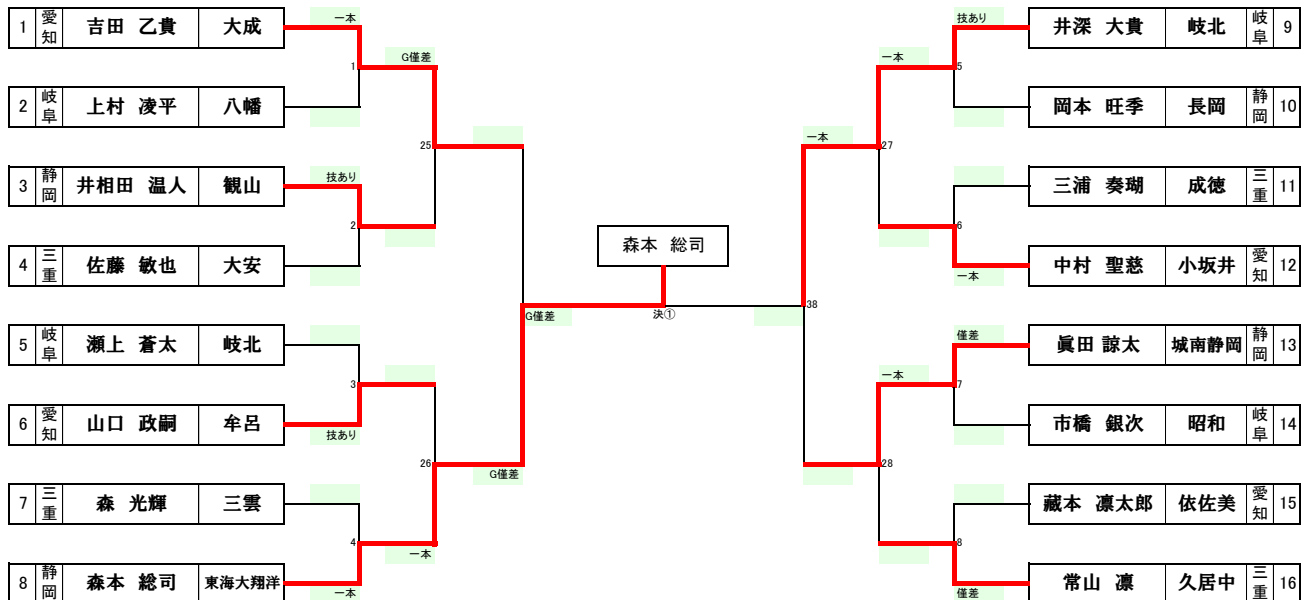 1 愛知 吉田 乙貴 大成
一本
1
G僅差
2 岐阜 上村 凌平 八幡
25
3 静岡 井相田 温人 観山
技あり
2
4 三重 佐藤 敏也 大安
5 岐阜 瀬上 蒼太 岐北
3
6 愛知 山口 政嗣 牟呂
技あり
26
G僅差
7 三重 森 光輝 三雲
4
一本
8 静岡 森本 総司 東海大翔洋
一本
森本 総司
G僅差
決①
技あり
井深 大貴 岐北 岐阜 9
一本
5
岡本 旺季 長岡 静岡 10
一本
27
三浦 奏瑚 成徳 三重 11
6
中村 聖慈 小坂井 愛知 12
一本
38
僅差
眞田 諒太 城南静岡 静岡 13
一本
7
市橋 銀次 昭和 岐阜 14
28
藏本 凛太郎 依佐美 愛知 15
8
常山 凛 久居中 三重 16
僅差